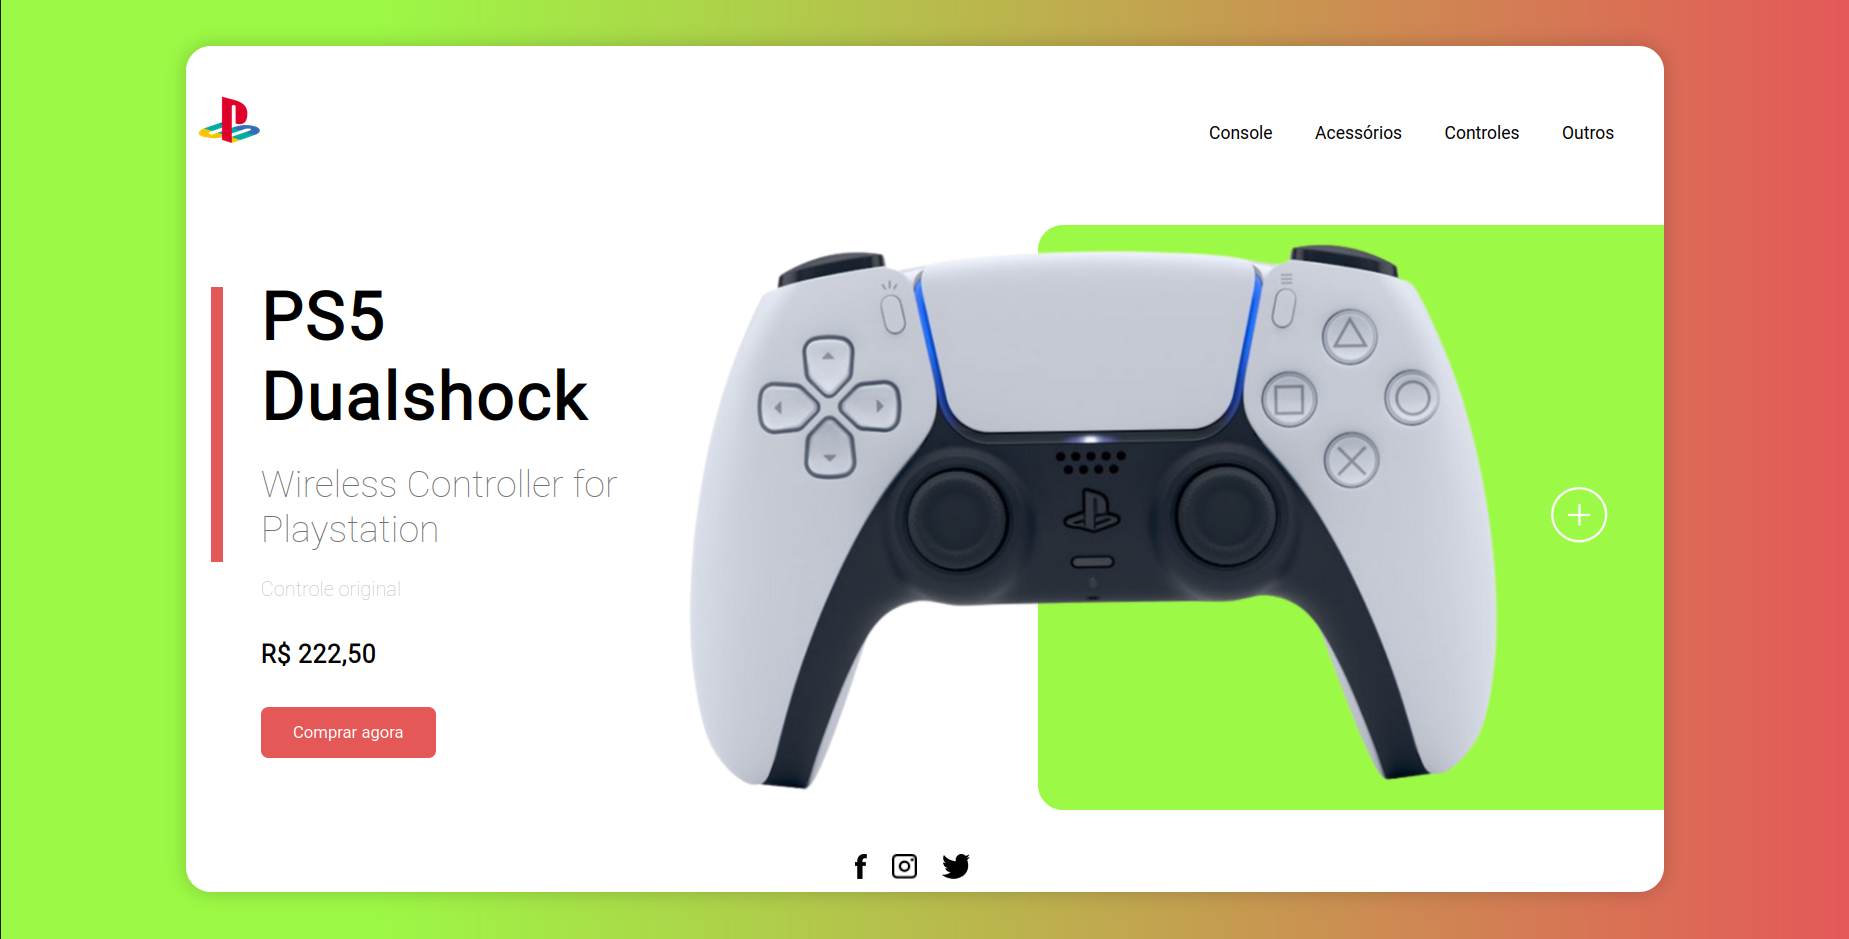 Console Acessórios Controles Outros
PS5
Dualshock
Wireless Controller for
Playstation
Controle original
R$ 222,50
Comprar agora